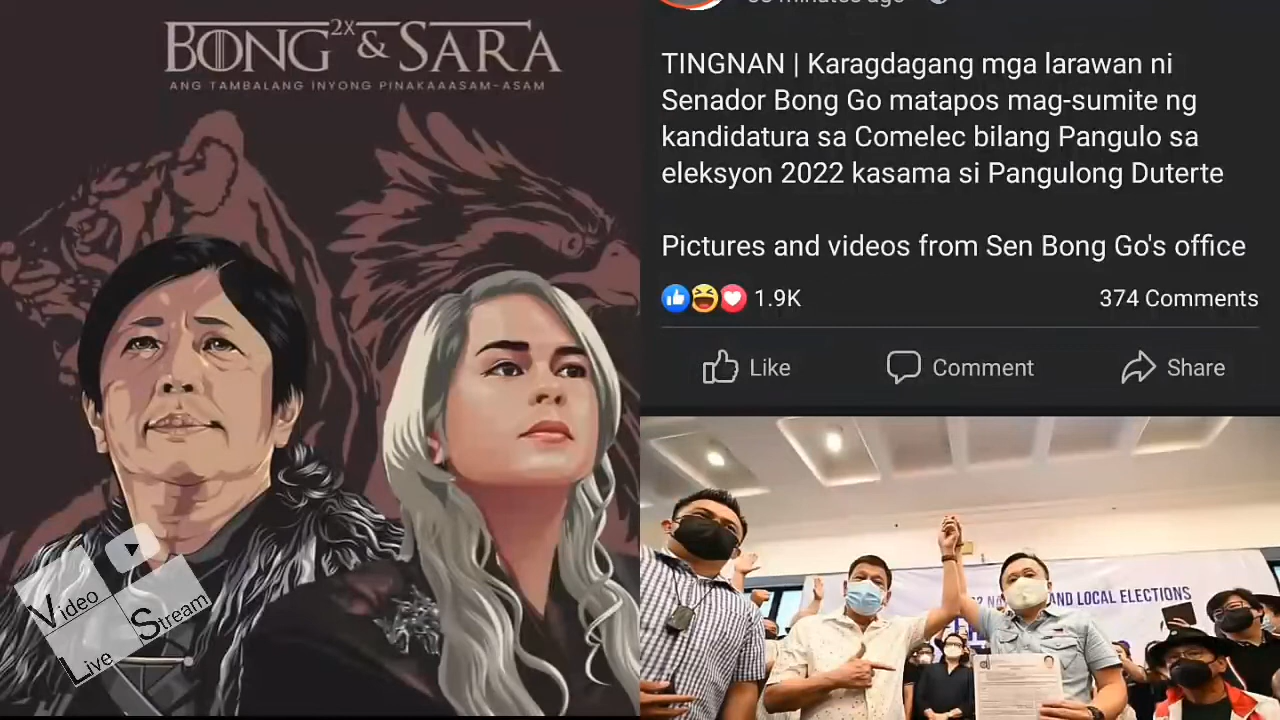 BONG 2X & SARA
ANG TAMBALANG INYONG PINAKAAASAM-ASAM
TINGNAN | Karagdagang mga larawan ni
Senador Bong Go matapos mag-sumite ng
kandidatura sa Comelec bilang Pangulo sa
eleksyon 2022 kasama si Pangulong Duterte
Pictures and videos from Sen Bong Go's office
1.9K
374 Comments
Like
Comment
Share
AND LOCAL ELECTIONS
Video
Live
Stream